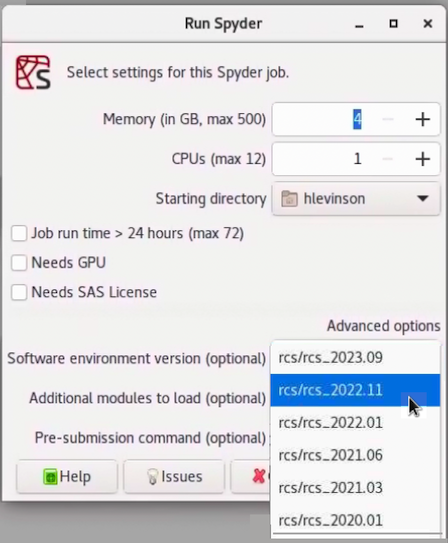 Run Spyder
Select settings for this Spyder job.
Memory (in GB, max 500) 4
CPUs (max 12) 1
Starting directory hlevinson
Job run time > 24 hours (max 72)
Needs GPU
Needs SAS License
Advanced options
Software environment version (optional) rcs/rcs_2023.09
rcs/rcs_2022.11
Additional modules to load (optional)
rcs/rcs_2022.01
Pre-submission command (optional)
rcs/rcs_2021.06
Help Issues
rcs/rcs_2021.03
rcs/rcs_2020.01